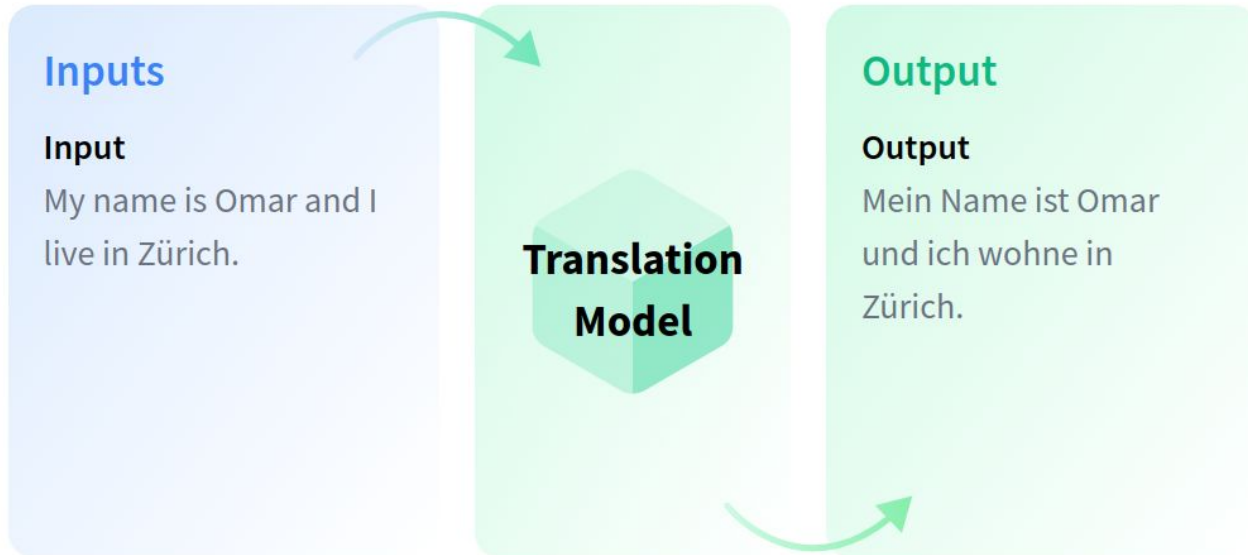 Inputs
Input
My name is Omar and I
live in Zürich.
Translation
Model
Output
Output
Mein Name ist Omar
und ich wohne in
Zürich.